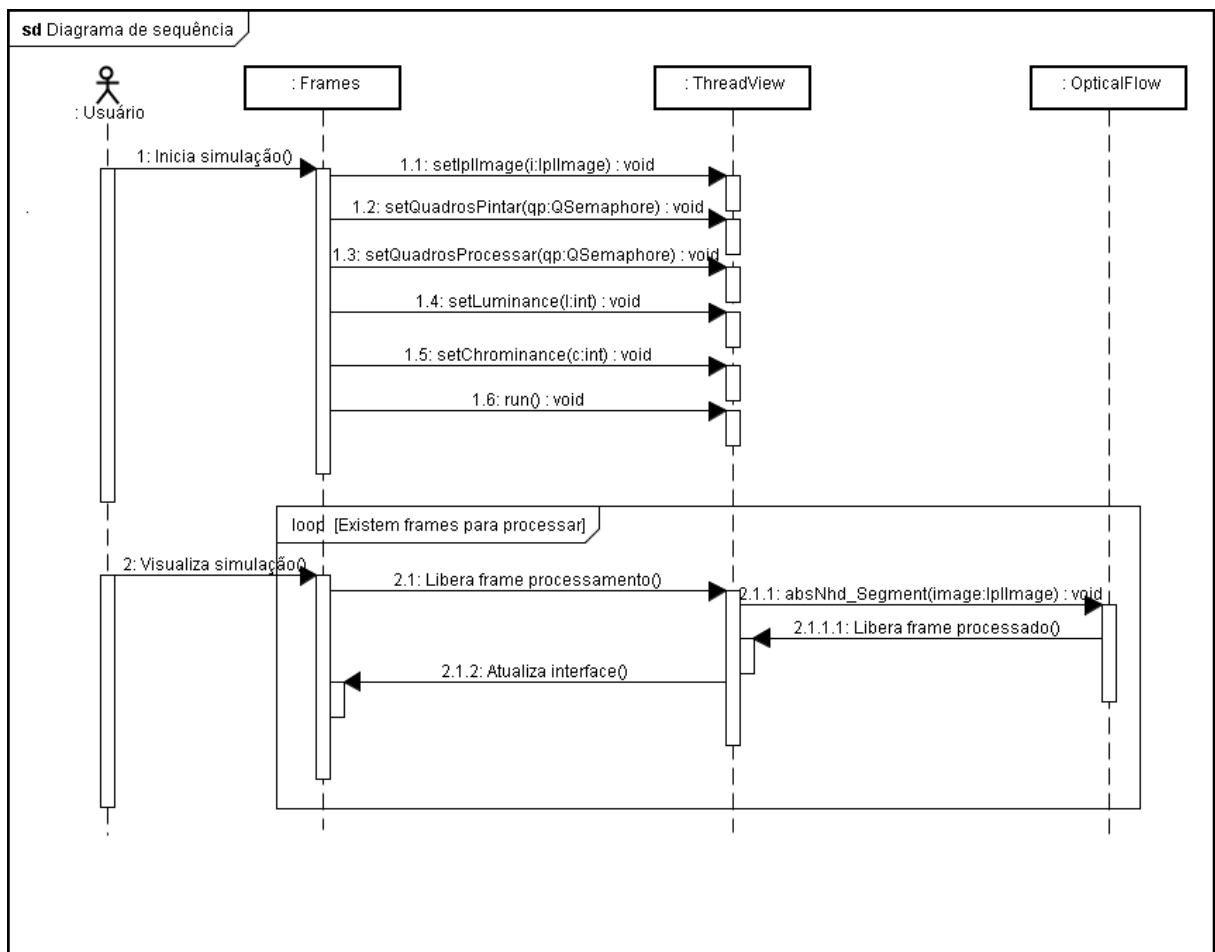 sd Diagrama de sequência
: Usuário
: Frames
: ThreadView
: OpticalFlow
1: Inicia simulação()
1.1: setIplImage(i:IplImage) : void
1.2: setQuadrosPintar(qp:QSemaphore) : void
1.3: setQuadrosProcessar(qp:QSemaphore) : void
1.4: setLuminance(l:int) : void
1.5: setChrominance(c:int) : void
1.6: run() : void
loop [Existem frames para processar]
2: Visualiza simulação()
2.1: Libera frame processamento()
2.1.1: absNhd_Segment(image:IplImage) : void
2.1.1.1: Libera frame processado()
2.1.2: Atualiza interface()